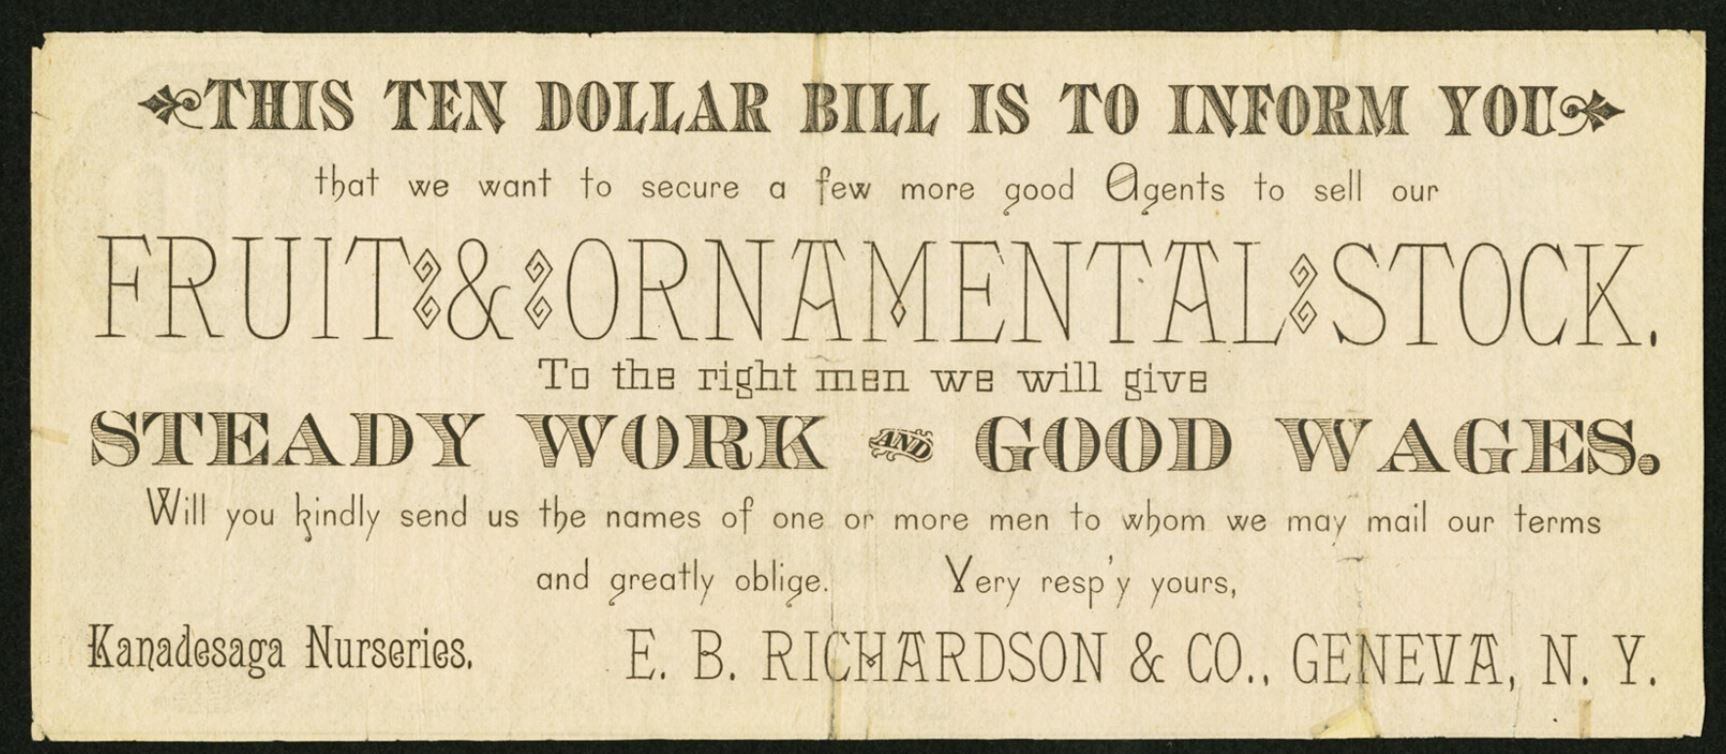 THIS TEN DOLLAR BILL IS TO INFORM YOU
that we want to secure a few more good Agents to sell our
FRUIT & ORNAMENTAL STOCK.
To the right men we will give
STEADY WORK AND GOOD WAGES.
Will you kindly send us the names of one or more men to whom we may mail our terms
and greatly oblige. Very resp'y yours,
Kanadesaga Nurseries. E. B. RICHARDSON & CO., GENEVA, N. Y.